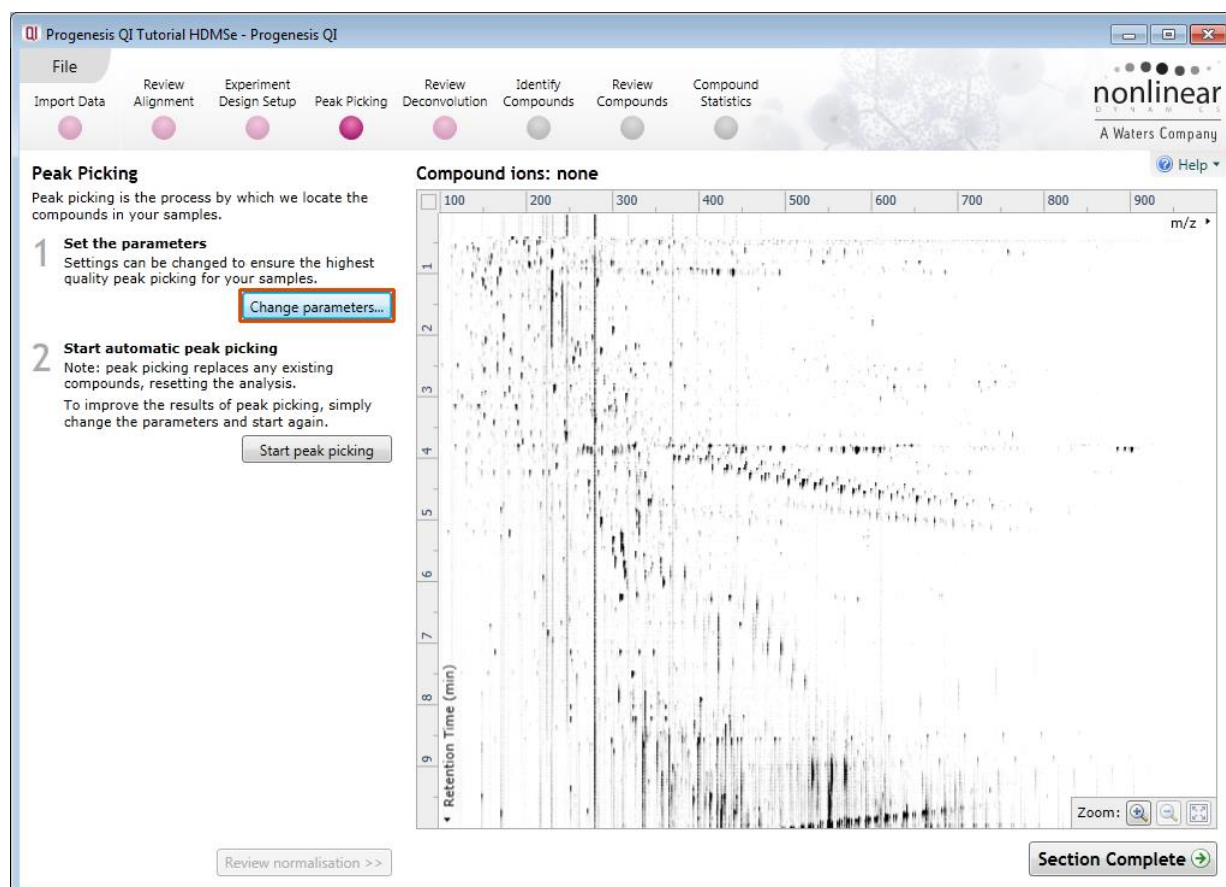 QI Progenesis QI Tutorial HDMSe - Progenesis QI
File
Import Data
Review Alignment
Experiment Design Setup
Peak Picking
Review Deconvolution
Identify Compounds
Review Compounds
Compound Statistics
nonlinear
DYNAMICS
A Waters Company
Help
Peak Picking
Peak picking is the process by which we locate the
compounds in your samples.
1 Set the parameters
Settings can be changed to ensure the highest
quality peak picking for your samples.
Change parameters...
2 Start automatic peak picking
Note: peak picking replaces any existing
compounds, resetting the analysis.
To improve the results of peak picking, simply
change the parameters and start again.
Start peak picking
Review normalisation >>
Compound ions: none
100 200 300 400 500 600 700 800 900
m/z
1
2
3
4
5
6
7
8
9
Retention Time (min)
Zoom:
Section Complete